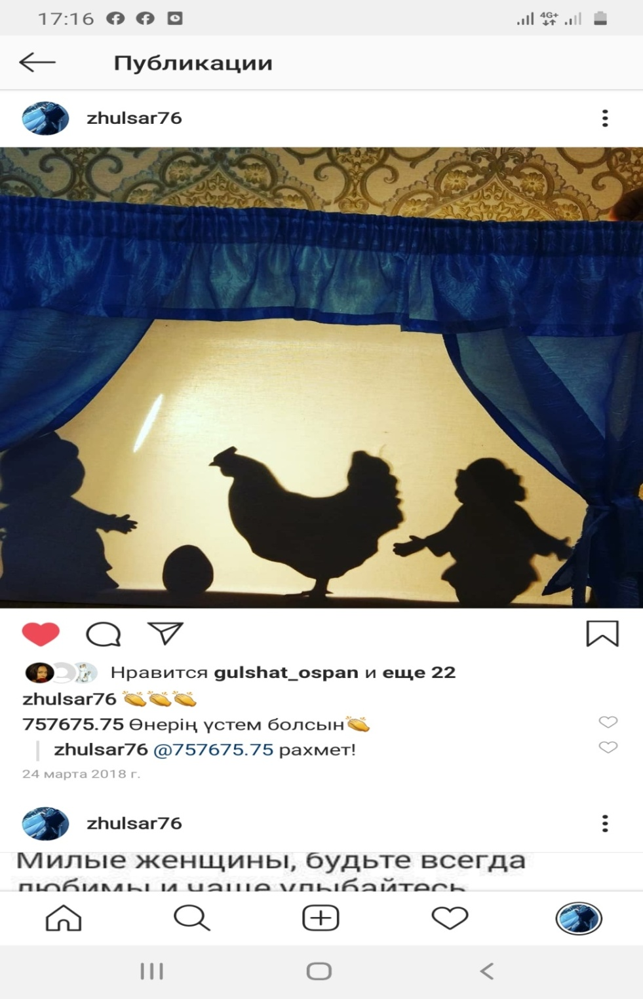 17:16
4G+
Публикации
zhulsar76
Нравится gulshat_ospan и еще 22
zhulsar76 👏👏👏
757675.75 Өнерің үстем болсын👏
zhulsar76 @757675.75 рахмет!
24 марта 2018 г.
zhulsar76
Милые женщины, будьте всегда
любимы и чаще улыбайтесь